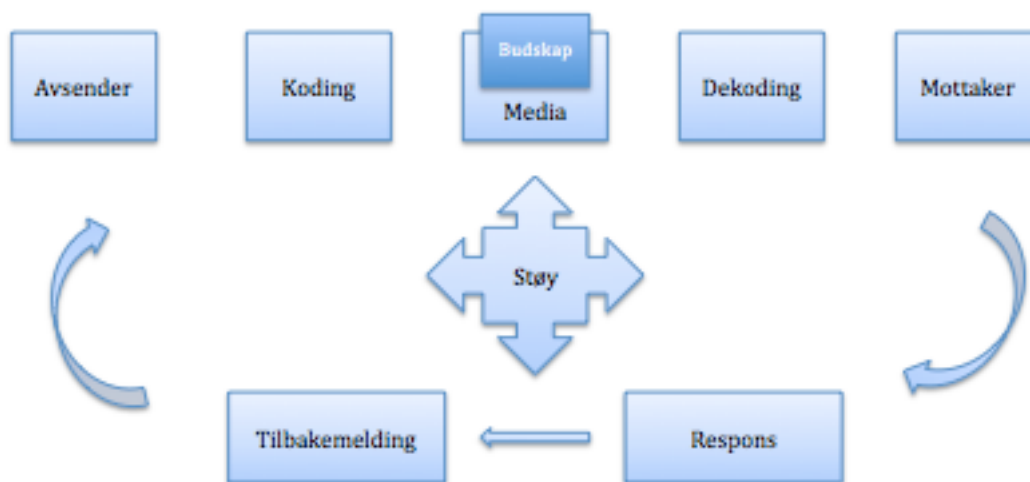 Avsender
Koding
Budskap
Media
Dekoding
Mottaker
Støy
Tilbakemelding
Respons